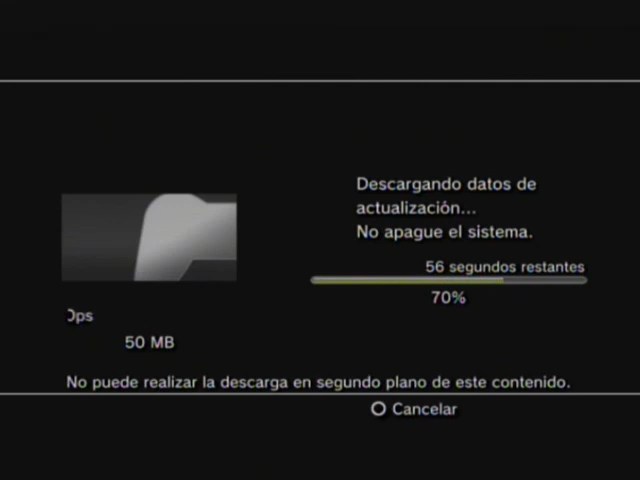 Descargando datos de
actualización...
No apague el sistema.
56 segundos restantes
70%
Ops
50 MB
No puede realizar la descarga en segundo plano de este contenido.
Cancelar